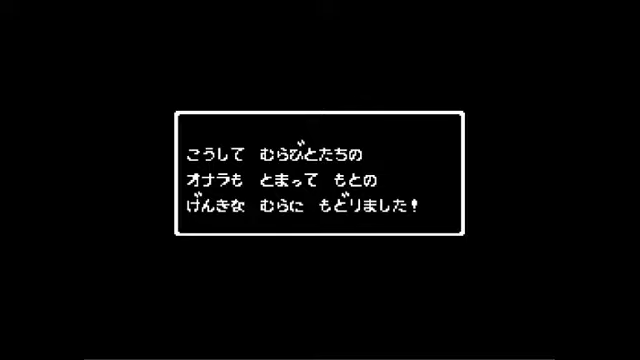 こうして　むらびとたちの
オナラも　とまって　もとの
げんきな　むらに　もどりました!